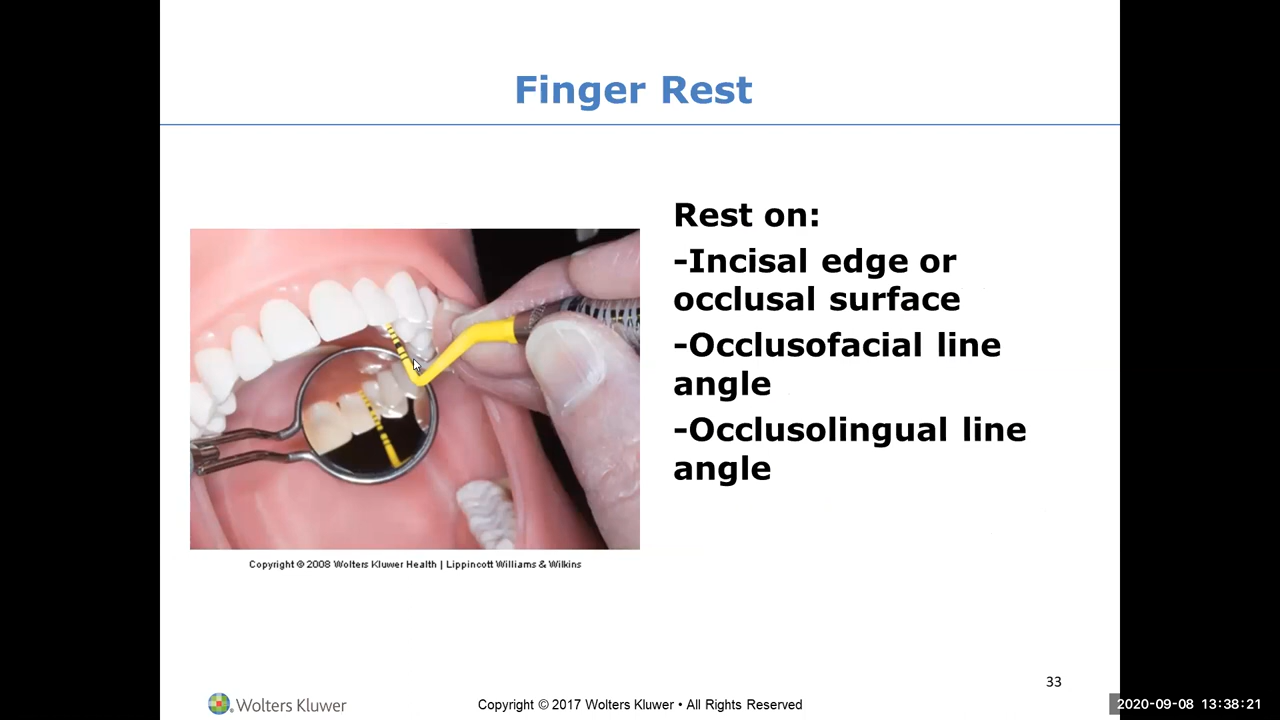 Finger Rest
Rest on:
-Incisal edge or
occlusal surface
-Occlusofacial line
angle
-Occlusolingual line
angle
Copyright © 2008 Wolters Kluwer Health | Lippincott Williams & Wilkins
33
Wolters Kluwer
Copyright © 2017 Wolters Kluwer • All Rights Reserved
2020-09-08 13:38:21